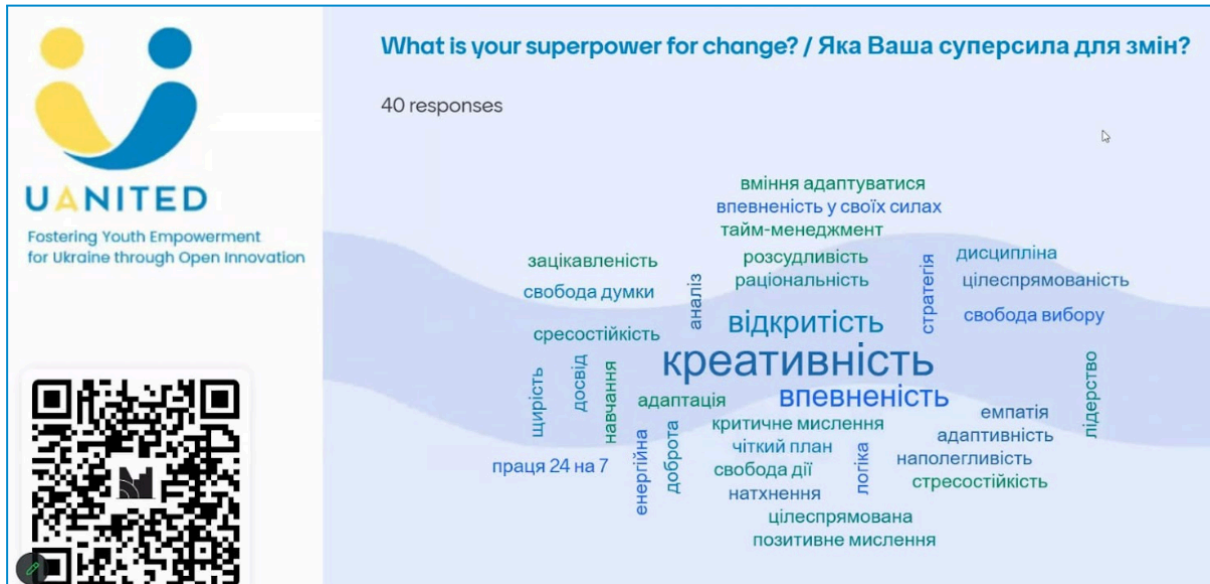 UANITED
Fostering Youth Empowerment
for Ukraine through Open Innovation
What is your superpower for change? / Яка Ваша суперсила для змін?
40 responses
вміння адаптуватися
впевненість у своїх силах
тайм-менеджмент
зацікавленість
розсудливість
дисципліна
свобода думки
аналіз
раціональність
стратегія
цілеспрямованість
свобода вибору
сресостійкість
відкритість
креативність
впевненість
щирість
досвід
навчання
адаптація
лідерство
критичне мислення
емпатія
адаптивність
чіткий план
наполегливість
праця 24 на 7
енергійна
доброта
свобода дії
логіка
стресостійкість
натхнення
цілеспрямована
позитивне мислення